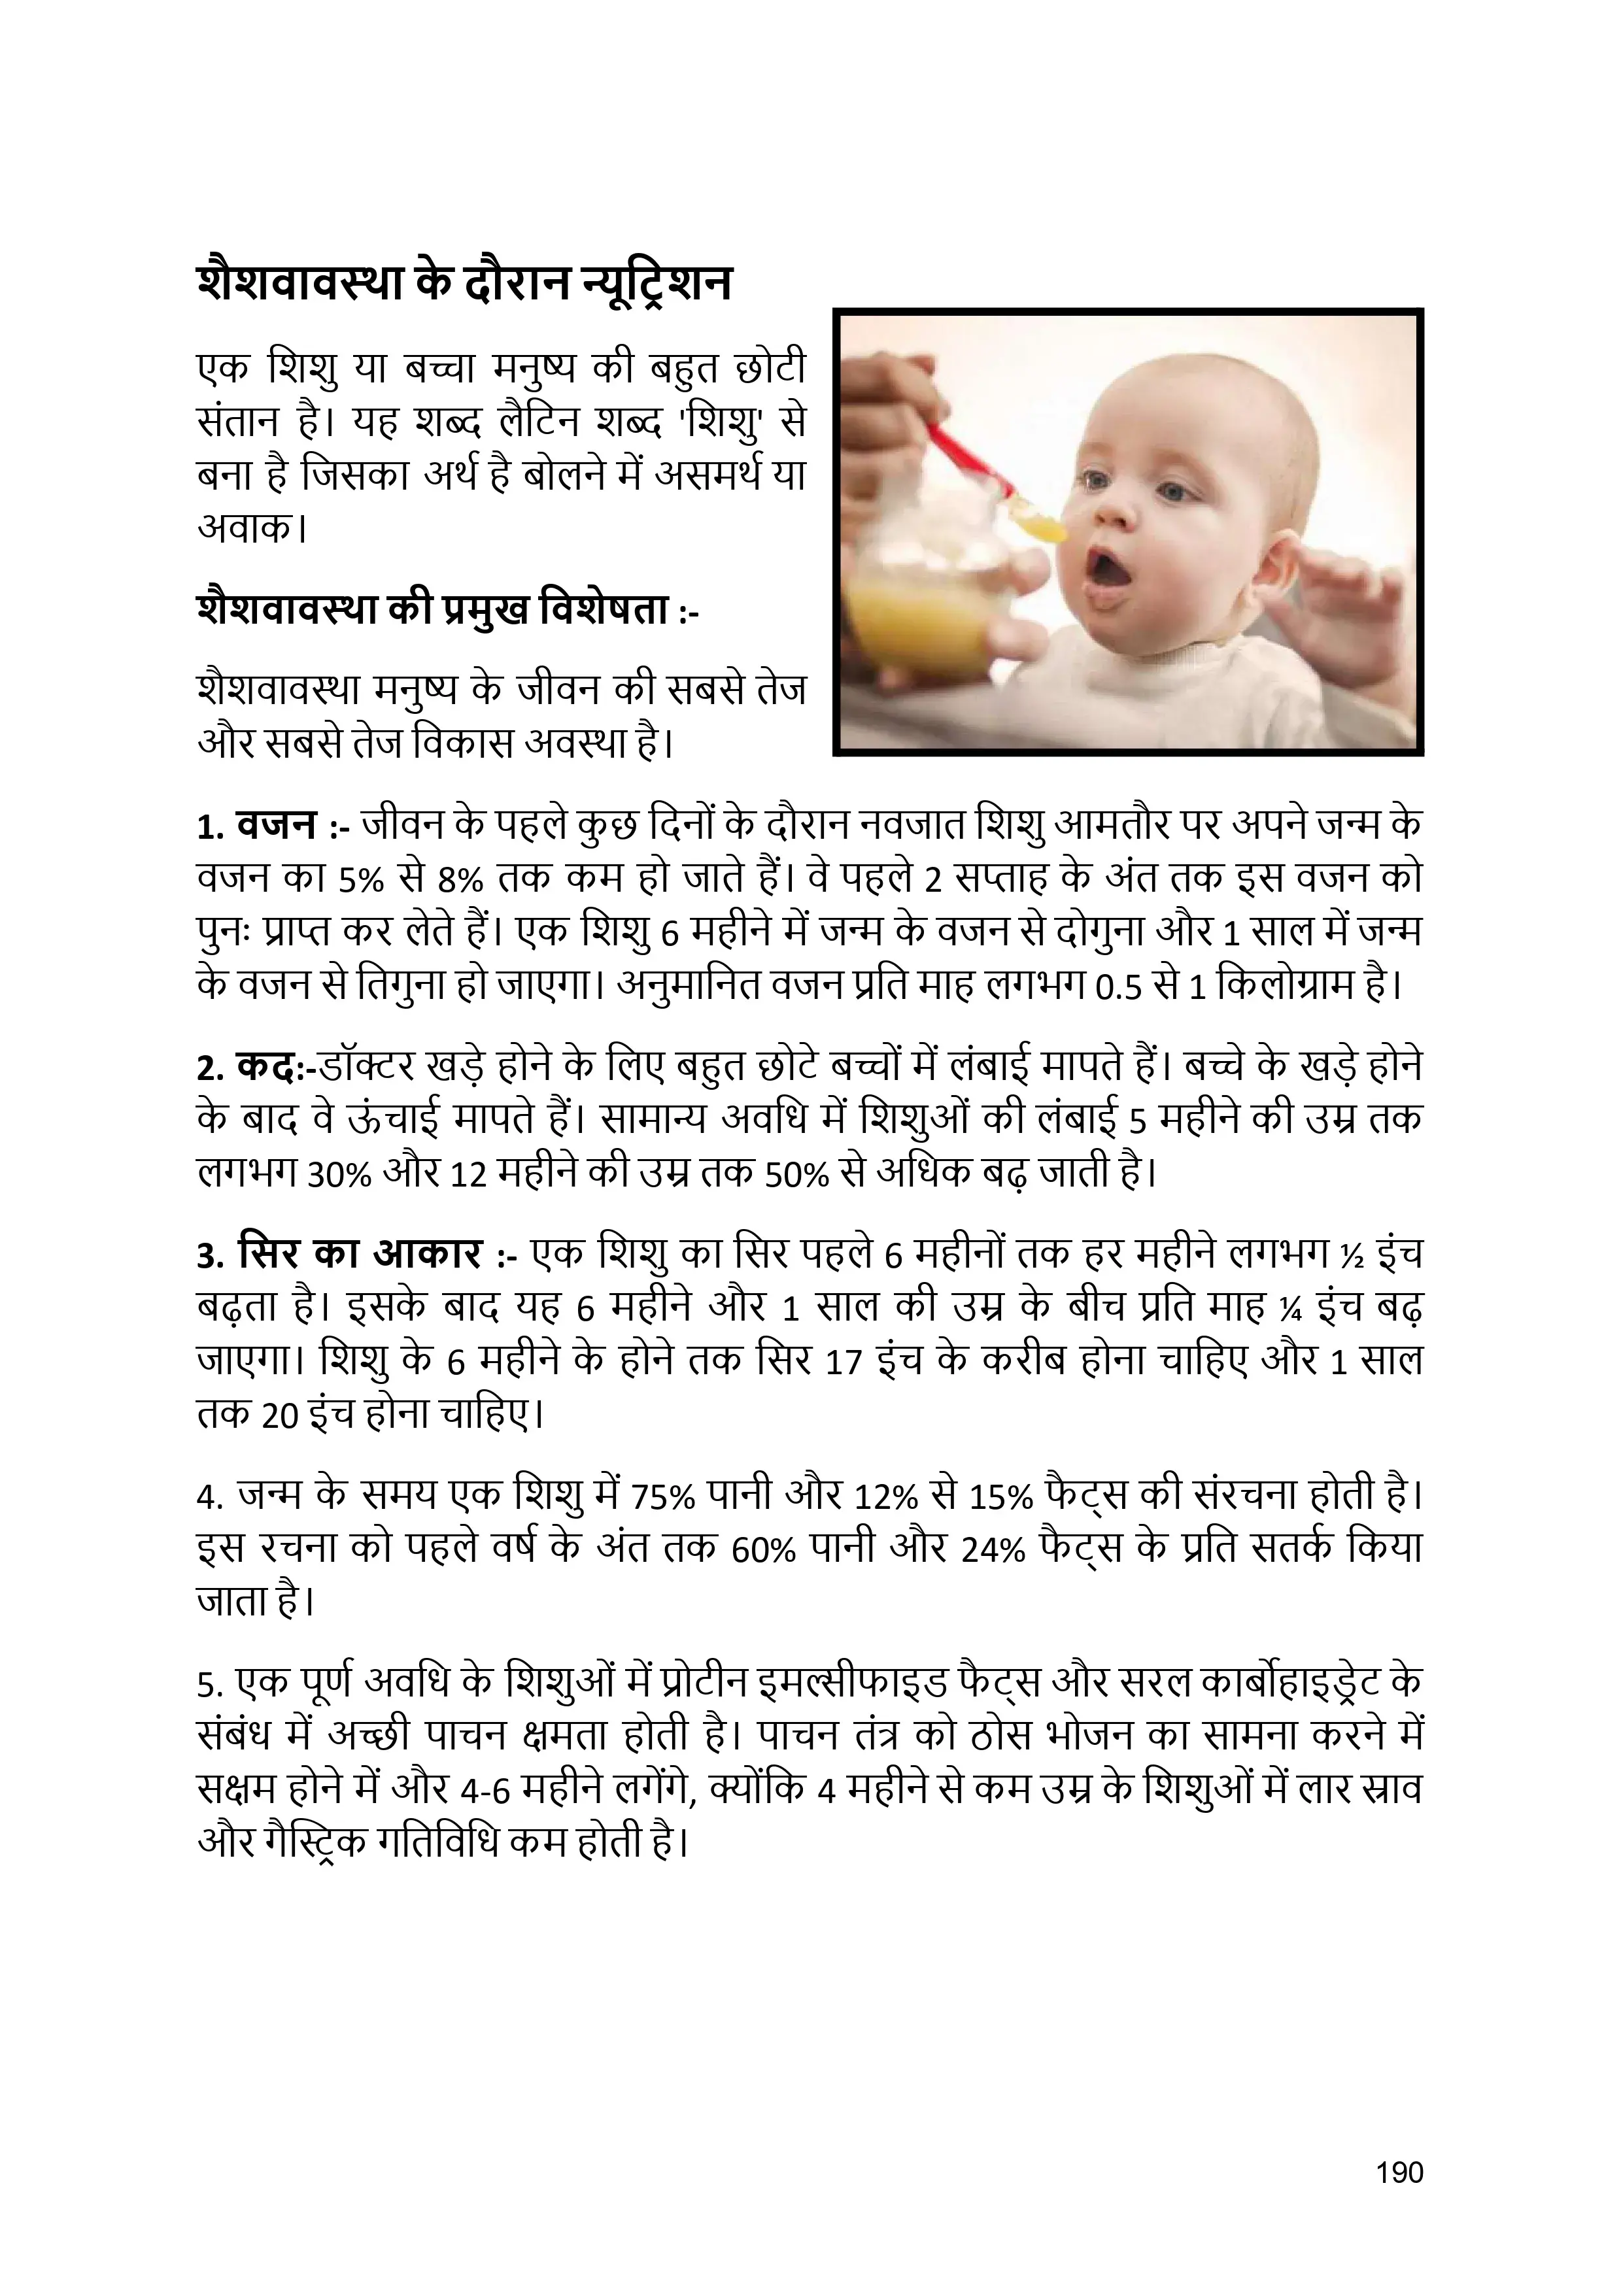 शैशवावस्था के दौरान न्यूट्रिशन
एक शिशु या बच्चा मनुष्य की बहुत छोटी
संतान है। यह शब्द लैटिन शब्द 'शिशु' से
बना है जिसका अर्थ है बोलने में असमर्थ या
अवाक।
शैशवावस्था की प्रमुख विशेषता :-
शैशवावस्था मनुष्य के जीवन की सबसे तेज
और सबसे तेज विकास अवस्था है।
1. वजन :- जीवन के पहले कुछ दिनों के दौरान नवजात शिशु आमतौर पर अपने जन्म के
वजन का 5% से 8% तक कम हो जाते हैं। वे पहले 2 सप्ताह के अंत तक इस वजन को
पुनः प्राप्त कर लेते हैं। एक शिशु 6 महीने में जन्म के वजन से दोगुना और 1 साल में जन्म
के वजन से तिगुना हो जाएगा। अनुमानित वजन प्रति माह लगभग 0.5 से 1 किलोग्राम है।
2. कद:-डॉक्टर खड़े होने के लिए बहुत छोटे बच्चों में लंबाई मापते हैं। बच्चे के खड़े होने
के बाद वे ऊंचाई मापते हैं। सामान्य अवधि में शिशुओं की लंबाई 5 महीने की उम्र तक
लगभग 30% और 12 महीने की उम्र तक 50% से अधिक बढ़ जाती है।
3. सिर का आकार :- एक शिशु का सिर पहले 6 महीनों तक हर महीने लगभग ½ इंच
बढ़ता है। इसके बाद यह 6 महीने और 1 साल की उम्र के बीच प्रति माह ¼ इंच बढ़
जाएगा। शिशु के 6 महीने के होने तक सिर 17 इंच के करीब होना चाहिए और 1 साल
तक 20 इंच होना चाहिए।
4. जन्म के समय एक शिशु में 75% पानी और 12% से 15% फैट्स की संरचना होती है।
इस रचना को पहले वर्ष के अंत तक 60% पानी और 24% फैट्स के प्रति सतर्क किया
जाता है।
5. एक पूर्ण अवधि के शिशुओं में प्रोटीन इमल्सीफाइड फैट्स और सरल कार्बोहाइड्रेट के
संबंध में अच्छी पाचन क्षमता होती है। पाचन तंत्र को ठोस भोजन का सामना करने में
सक्षम होने में और 4-6 महीने लगेंगे, क्योंकि 4 महीने से कम उम्र के शिशुओं में लार स्राव
और गैस्ट्रिक गतिविधि कम होती है।
190